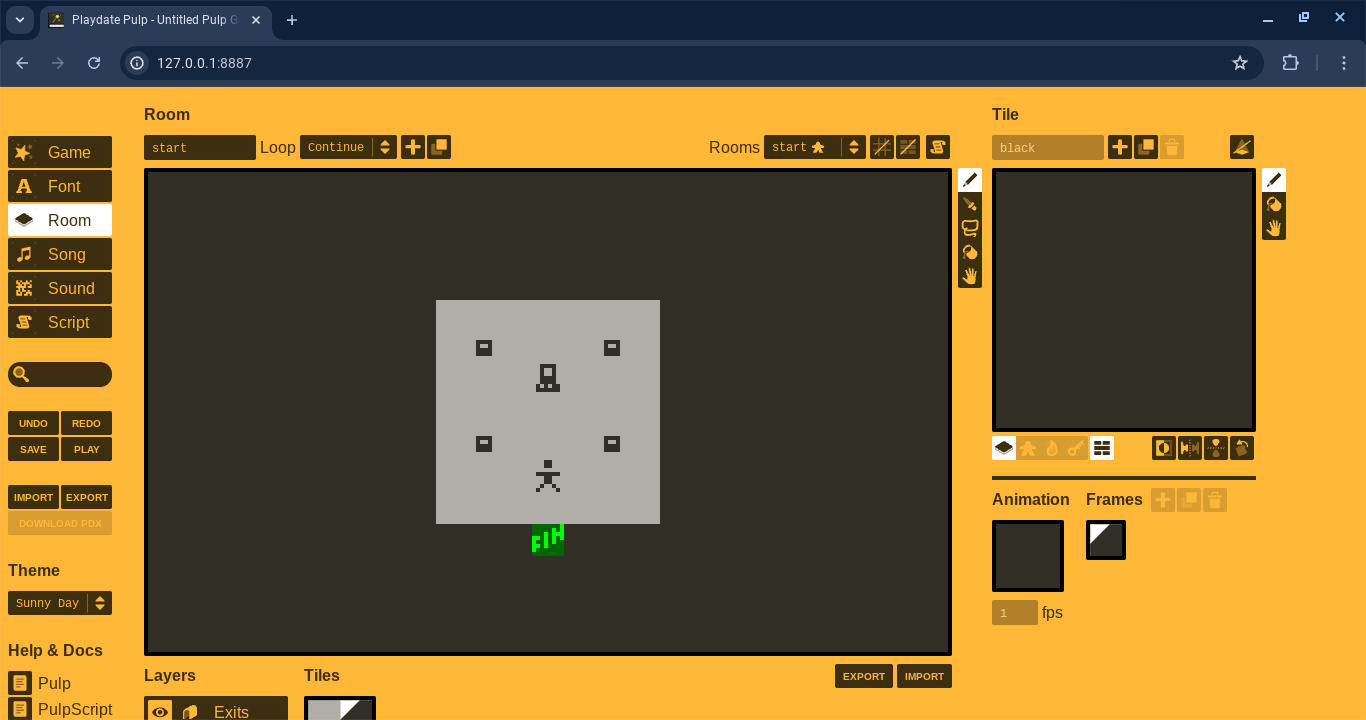 Playdate Pulp - Untitled Pulp G
127.0.0.1:8887
Room
Tile
start
Loop
Continue
Rooms
start
black
Game
Font
Room
Song
Sound
Script
UNDO
REDO
SAVE
PLAY
IMPORT
EXPORT
DOWNLOAD PDX
Theme
Sunny Day
Help & Docs
Pulp
PulpScript
FIN
Animation
Frames
1
fps
Layers
Tiles
EXPORT
IMPORT
Exits